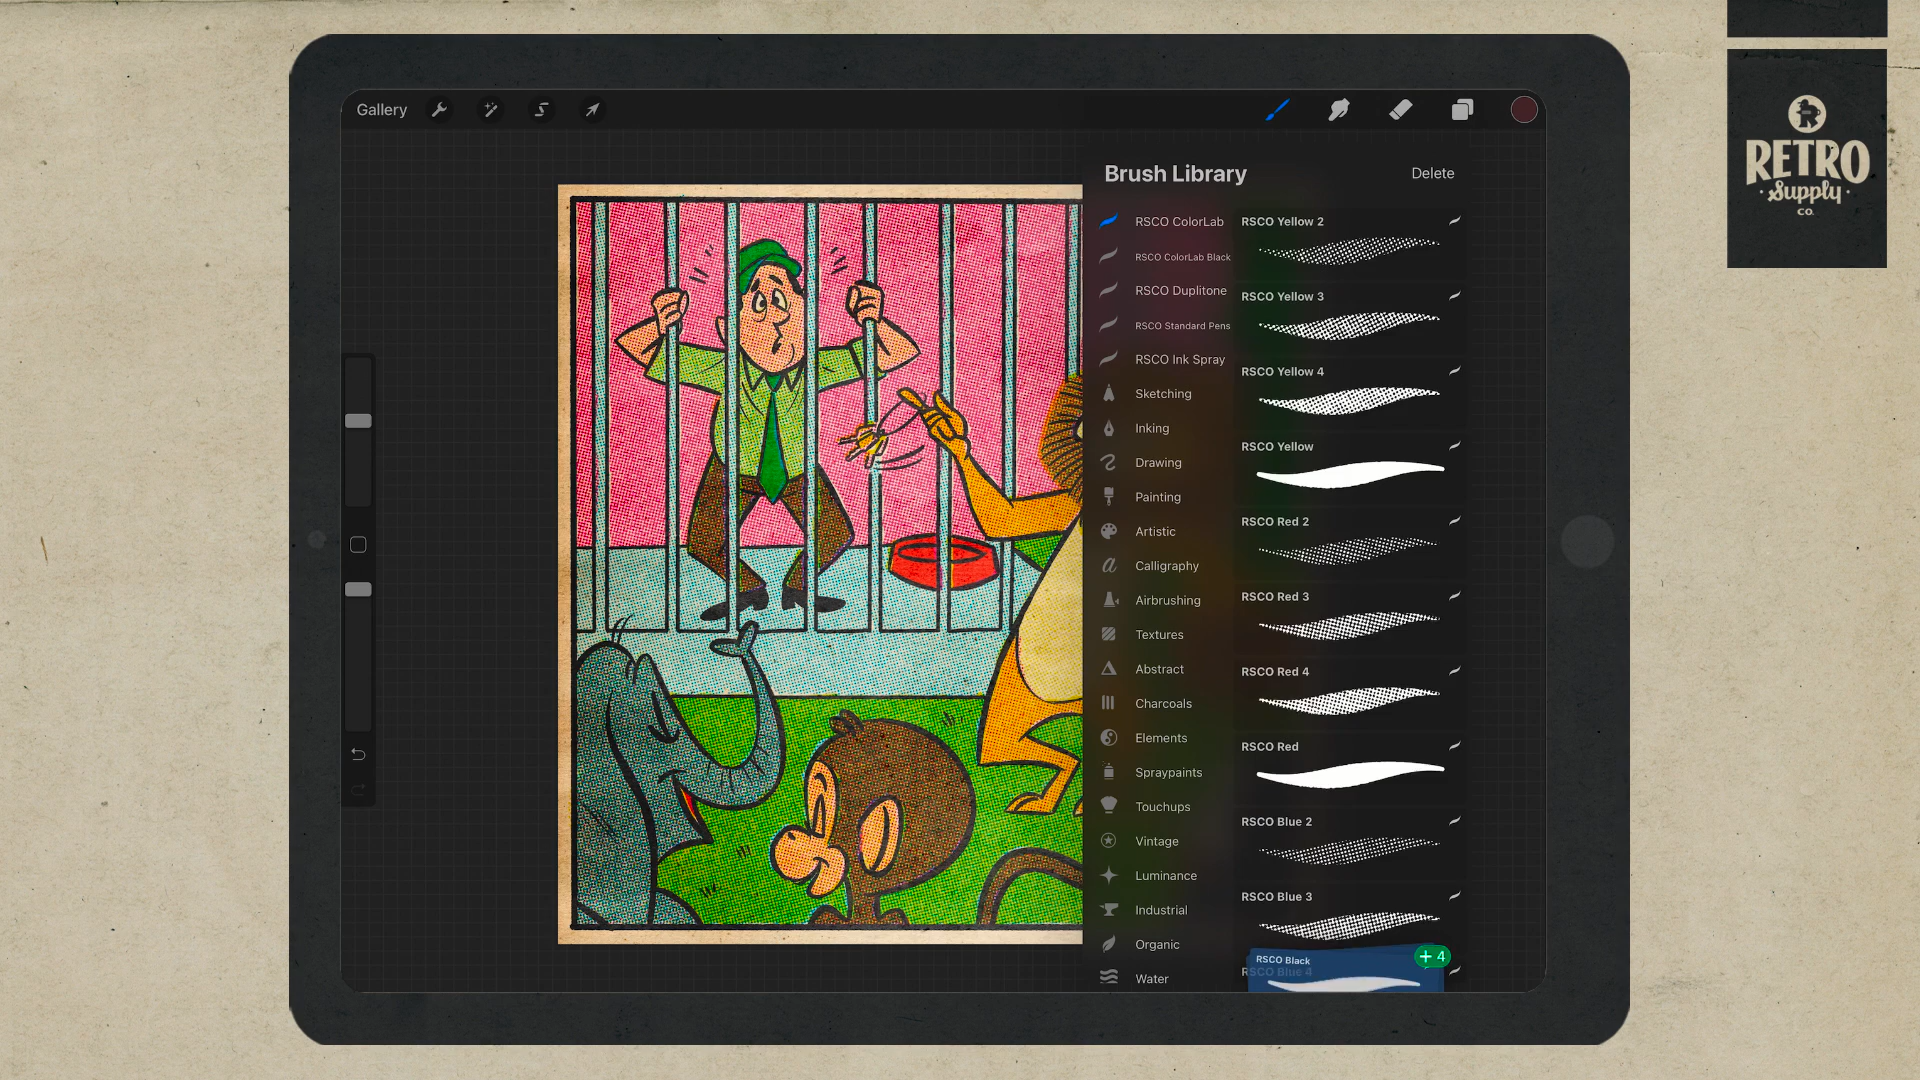 Gallery
Brush Library
Delete
RSCO ColorLab
RSCO ColorLab Black
RSCO Duplitone
RSCO Standard Pens
RSCO Ink Spray
Sketching
Inking
Drawing
Painting
Artistic
Calligraphy
Airbrushing
Textures
Abstract
Charcoals
Elements
Spraypaints
Touchups
Vintage
Luminance
Industrial
Organic
Water
RSCO Yellow 2
RSCO Yellow 3
RSCO Yellow 4
RSCO Yellow
RSCO Red 2
RSCO Red 3
RSCO Red 4
RSCO Red
RSCO Blue 2
RSCO Blue 3
RSCO Black
+ 4
RSCO Blue 4
RETRO
Supply
CO.